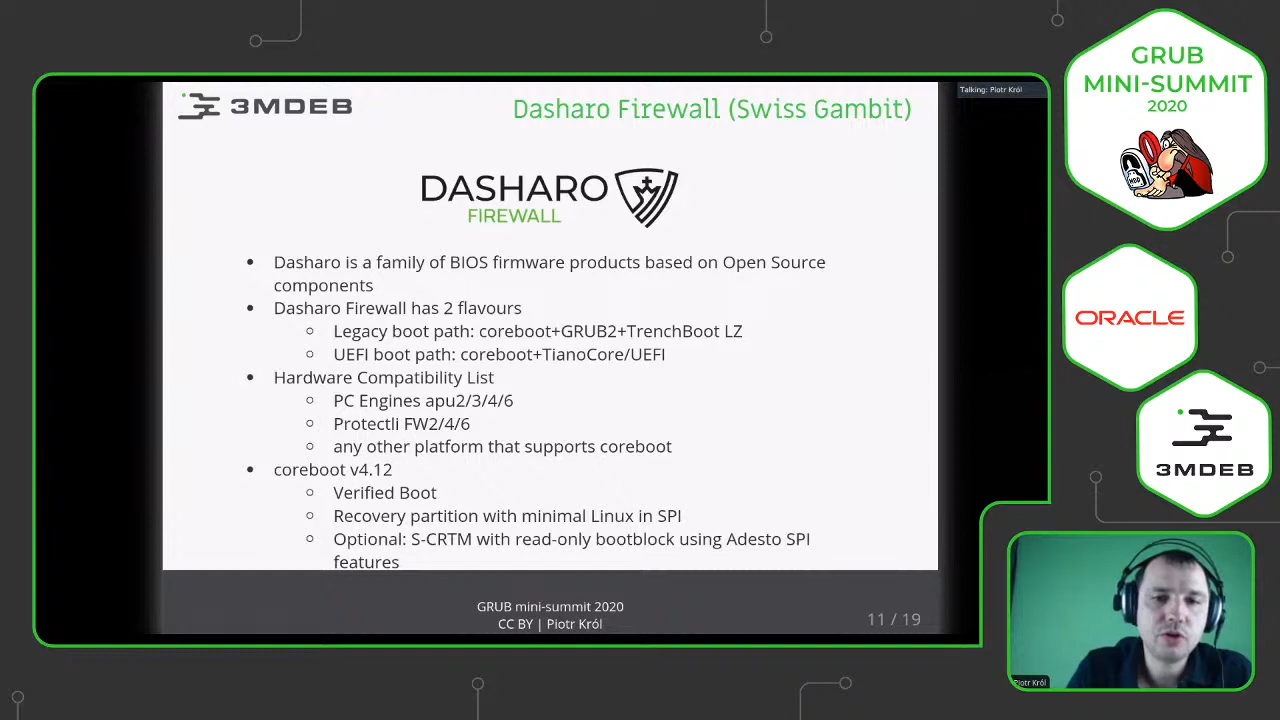 3MDEB
Dasharo Firewall (Swiss Gambit)
Talking: Piotr Król
DASHARO
FIREWALL
• Dasharo is a family of BIOS firmware products based on Open Source
components
• Dasharo Firewall has 2 flavours
○ Legacy boot path: coreboot+GRUB2+TrenchBoot LZ
○ UEFI boot path: coreboot+TianoCore/UEFI
• Hardware Compatibility List
○ PC Engines apu2/3/4/6
○ Protectli FW2/4/6
○ any other platform that supports coreboot
• coreboot v4.12
○ Verified Boot
○ Recovery partition with minimal Linux in SPI
○ Optional: S-CRTM with read-only bootblock using Adesto SPI
features
GRUB mini-summit 2020
CC BY | Piotr Król
11 / 19
GRUB
MINI-SUMMIT
2020
ORACLE
3MDEB
Piotr Król